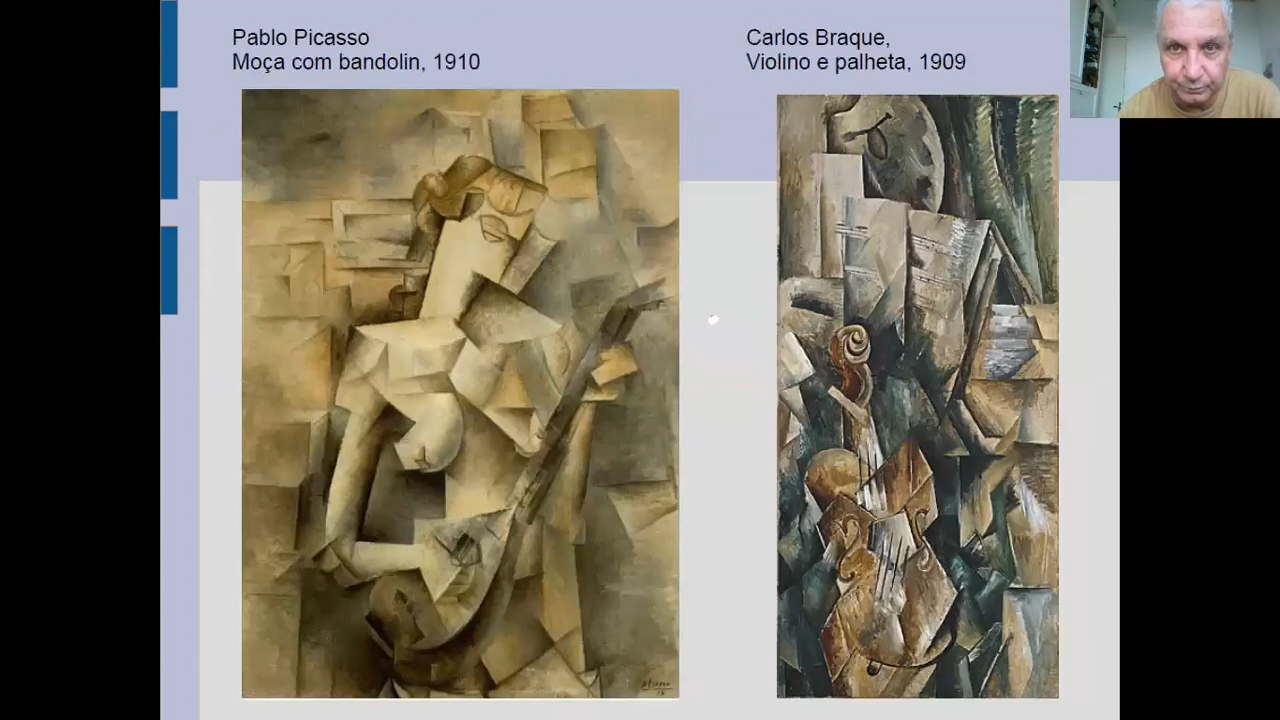 Pablo Picasso
Moça com bandolin, 1910
Carlos Braque,
Violino e palheta, 1909